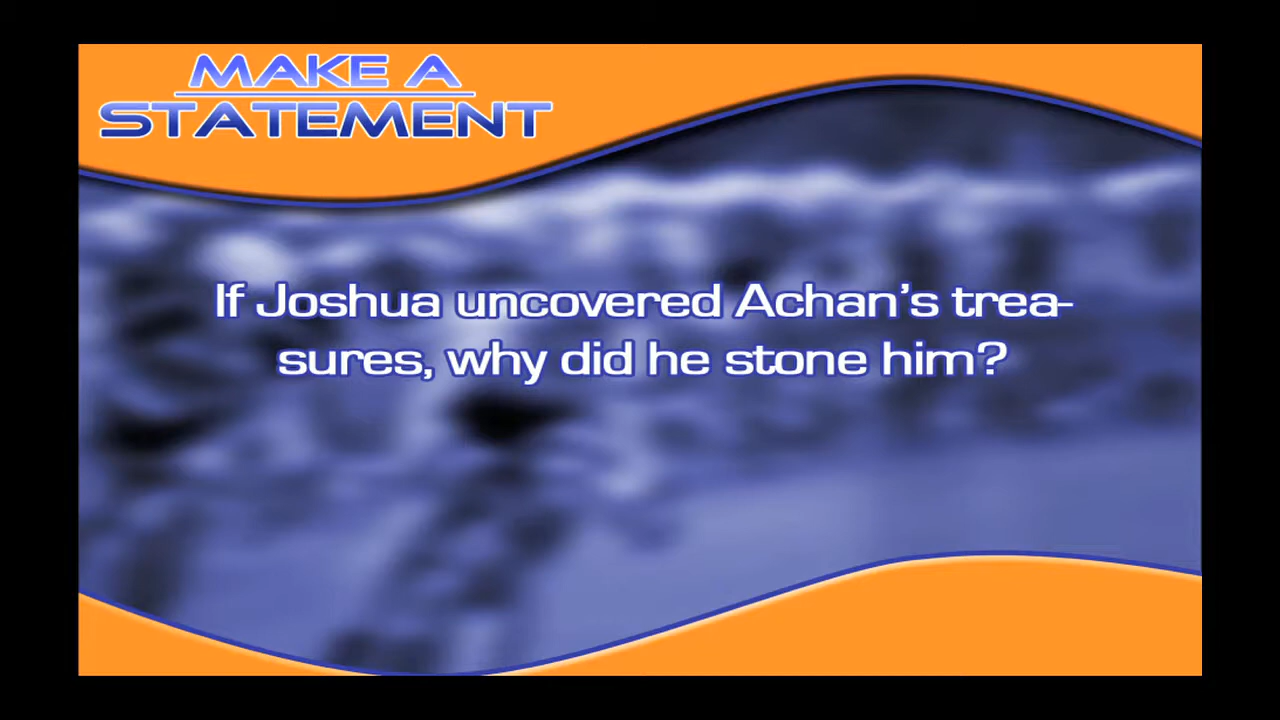 MAKE A
STATEMENT
If Joshua uncovered Achan’s trea-
sures, why did he stone him?